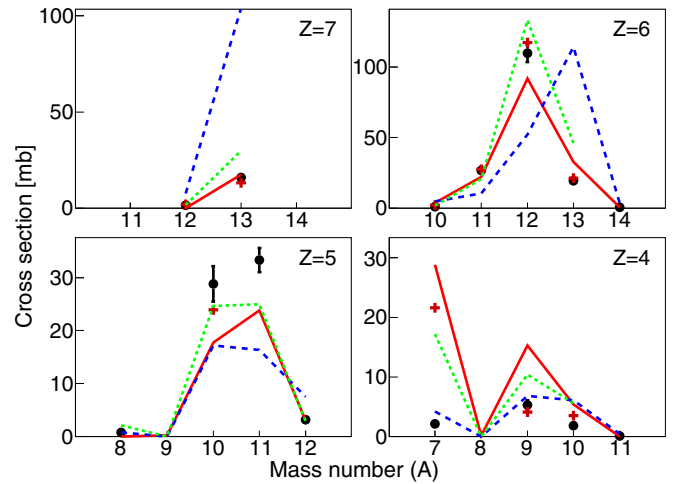 100
Z=7
50
0
11 12 13 14
Z=6
100
50
0
10 11 12 13 14
Cross section [mb]
Z=5
30
20
10
0
8 9 10 11 12
Z=4
30
20
10
0
7 8 9 10 11
Mass number (A)